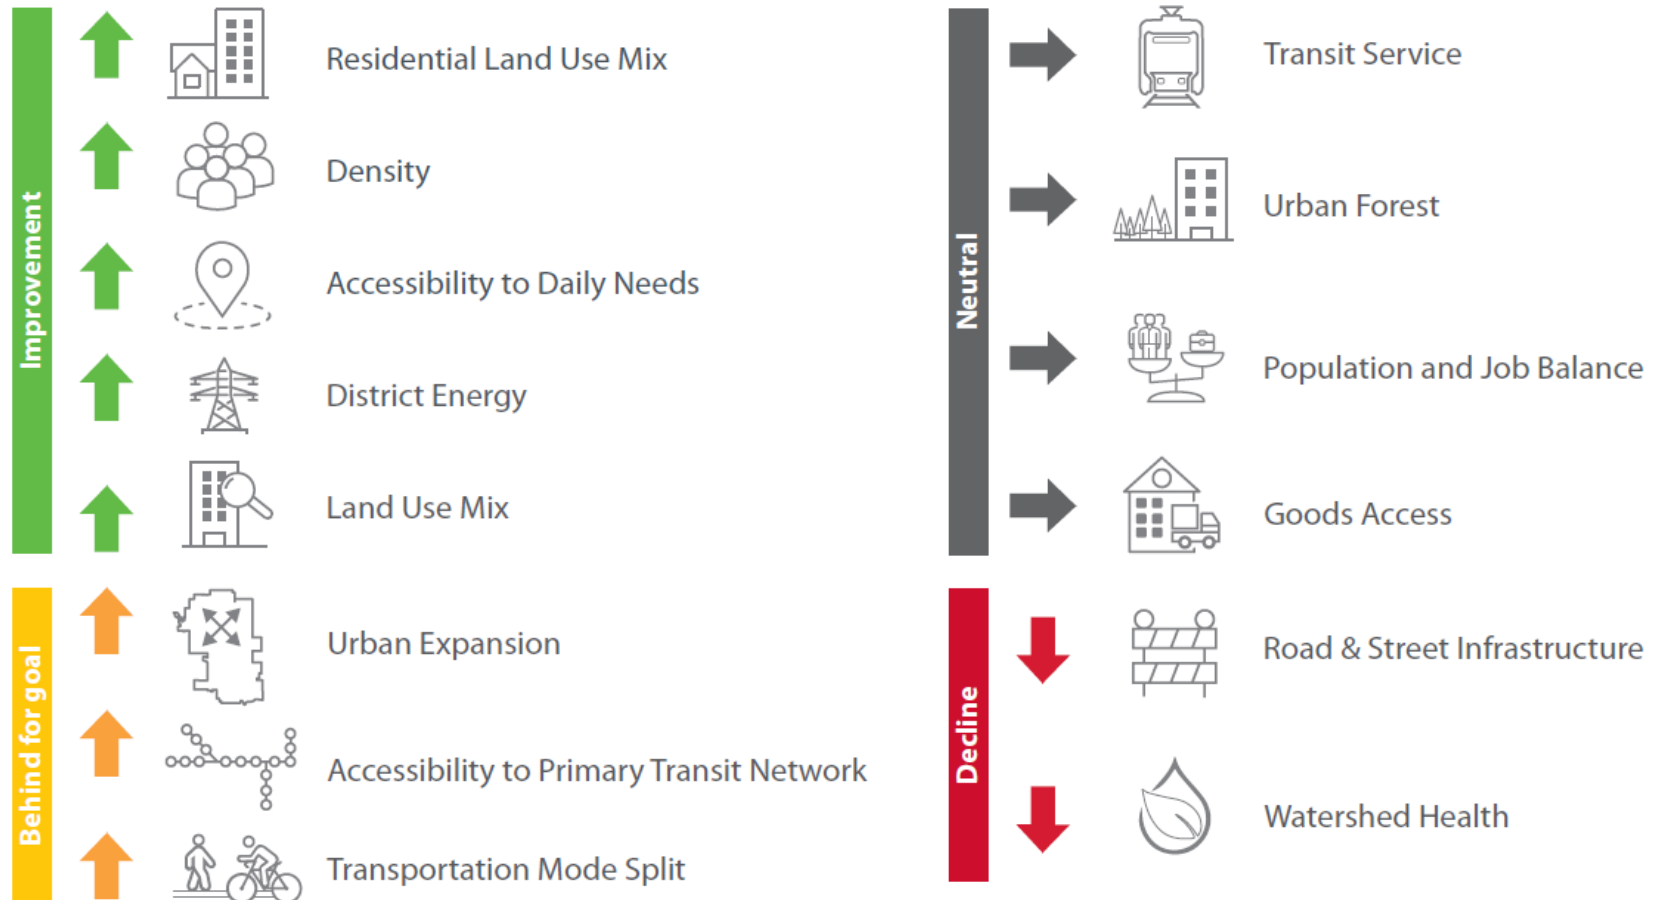 Improvement
Residential Land Use Mix
Density
Accessibility to Daily Needs
District Energy
Land Use Mix
Behind for goal
Urban Expansion
Accessibility to Primary Transit Network
Transportation Mode Split
Neutral
Transit Service
Urban Forest
Population and Job Balance
Goods Access
Decline
Road & Street Infrastructure
Watershed Health